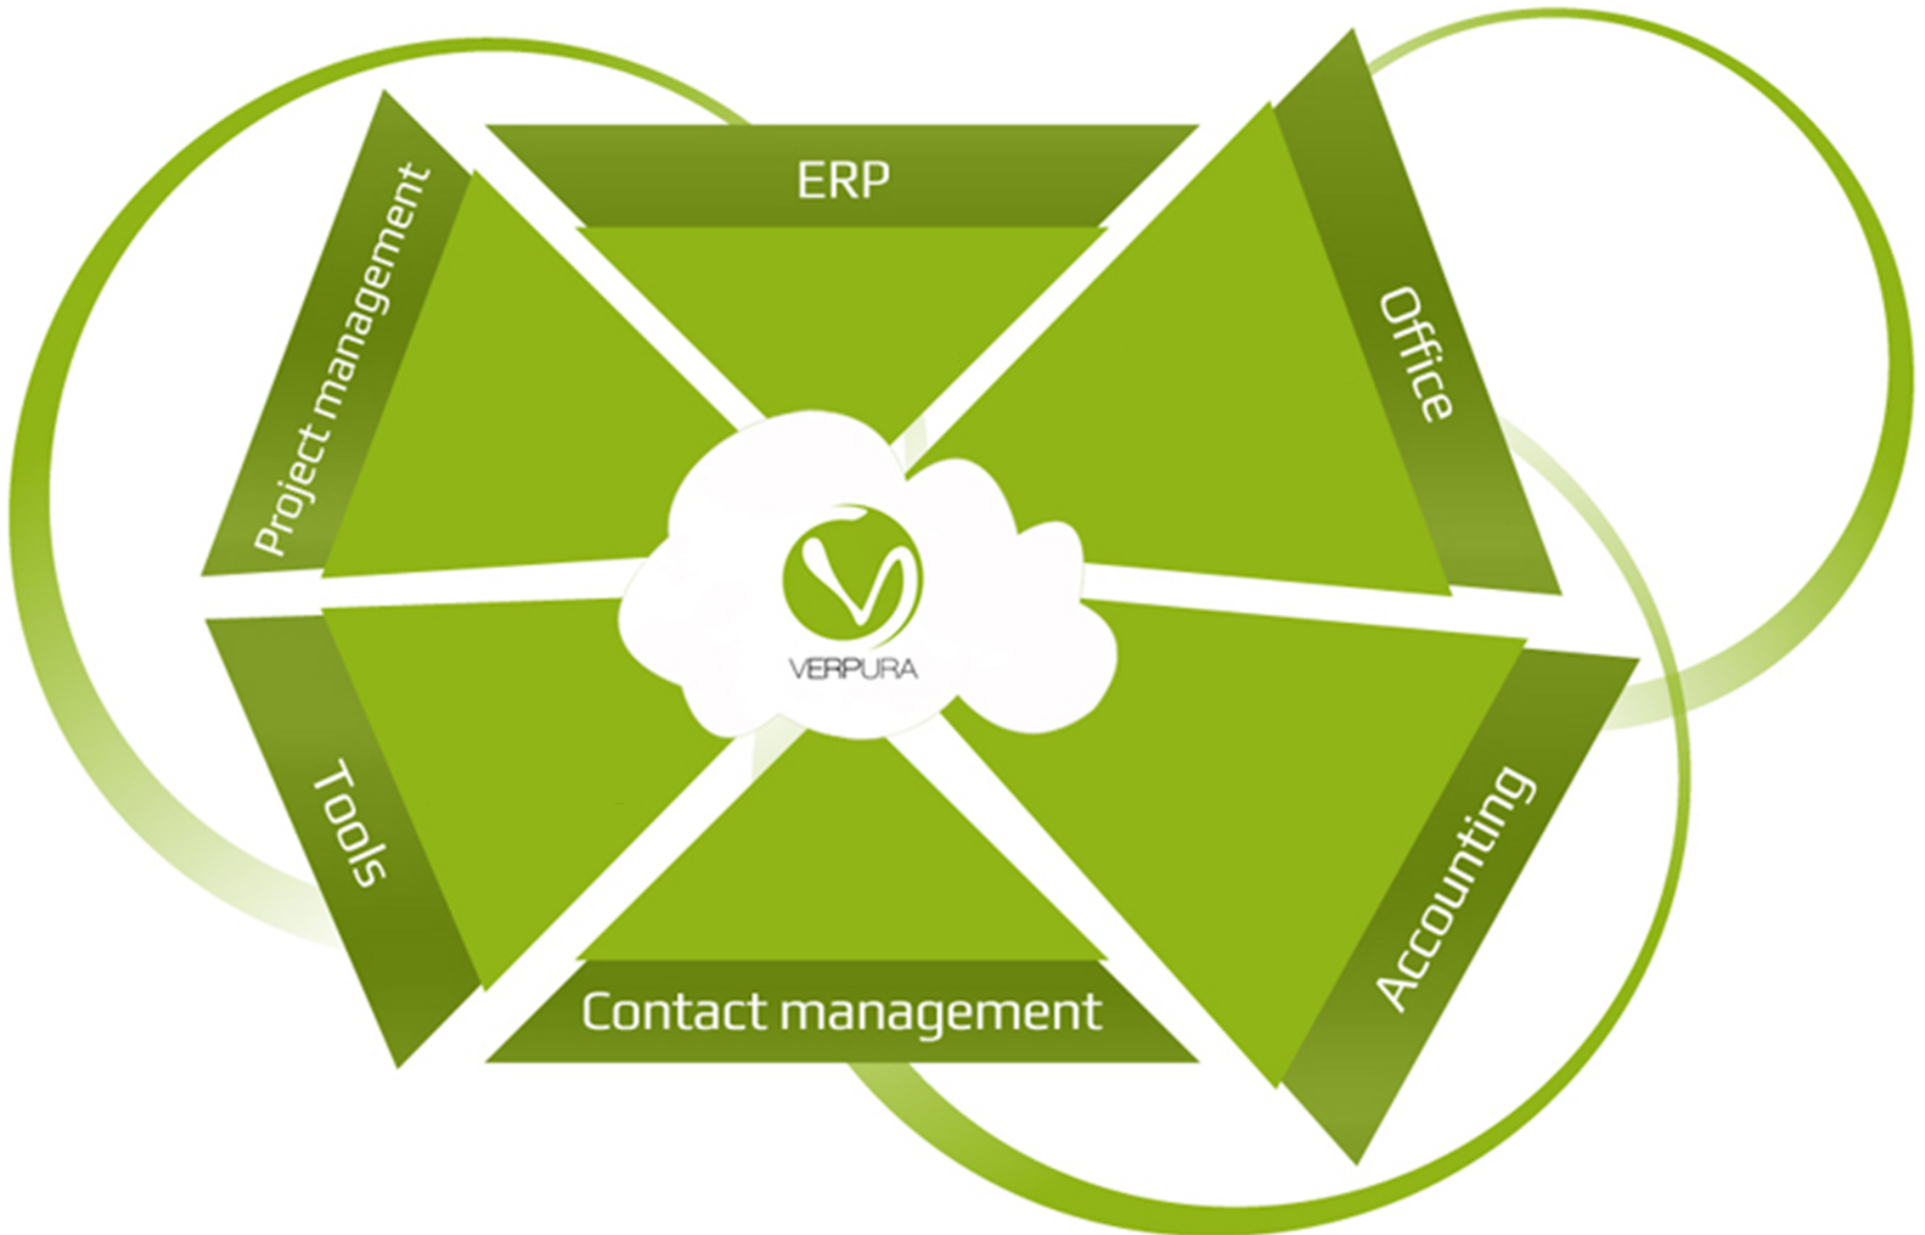 ERP
Project management
Office
VERPURA
Tools
Accounting
Contact management